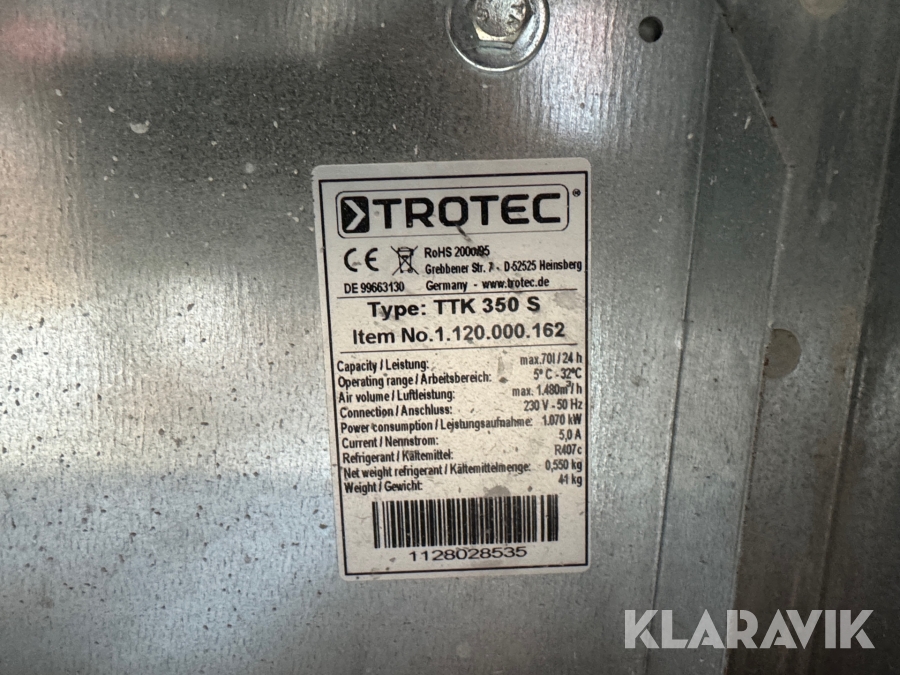 TROTEC®
CE RoHS 2000/95
Grebbener Str. 7 - D-52525 Heinsberg
DE 99663130 Germany - www.trotec.de
Type: TTK 350 S
Item No.1.120.000.162
Capacity / Leistung: max.70l / 24 h
Operating range / Arbeitsbereich: 5° C - 32°C
Air volume / Luftleistung: max. 1.480m³/ h
Connection / Anschluss: 230 V - 50 Hz
Power consumption / Leistungsaufnahme: 1.070 kW
Current / Nennstrom: 5,0 A
Refrigerant / Kältemittel: R407c
Net weight refrigerant / Kältemittelmenge: 0,550 kg
Weight / Gewicht: 41 kg
1128028535
KLARAVIK